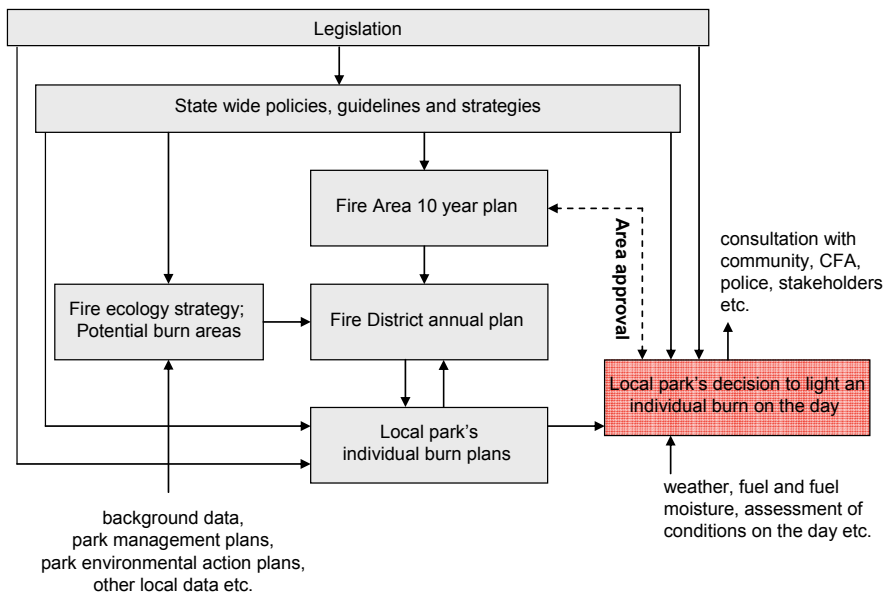 Legislation
State wide policies, guidelines and strategies
Fire Area 10 year plan
Area approval
consultation with
community, CFA,
police, stakeholders
etc.
Fire ecology strategy;
Potential burn areas
Fire District annual plan
Local park's decision to light an
individual burn on the day
Local park's
individual burn plans
weather, fuel and fuel
moisture, assessment of
conditions on the day etc.
background data,
park management plans,
park environmental action plans,
other local data etc.